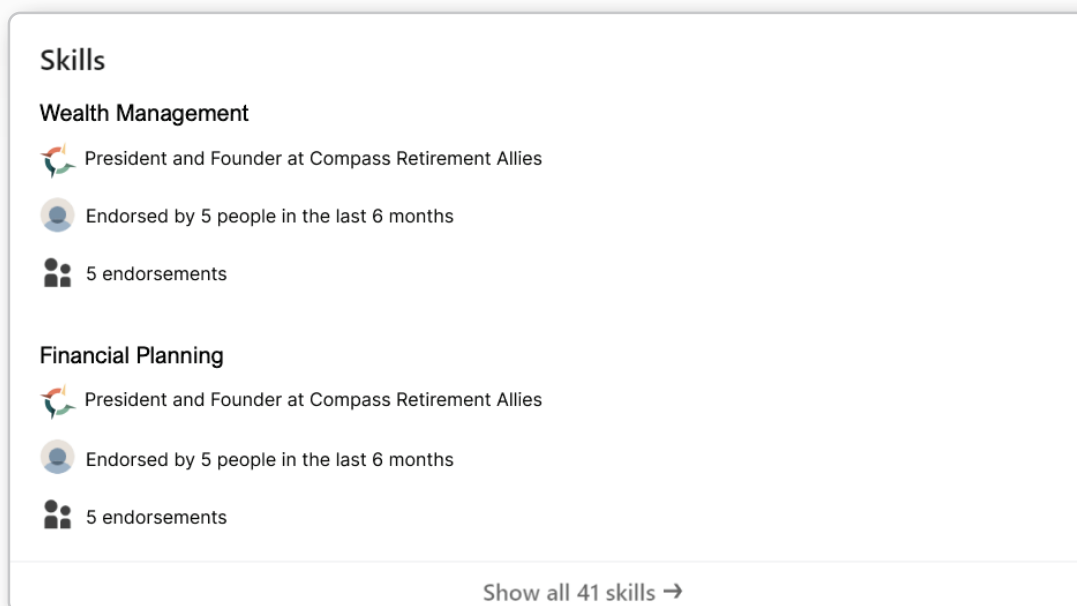 Skills
Wealth Management
President and Founder at Compass Retirement Allies
Endorsed by 5 people in the last 6 months
5 endorsements
Financial Planning
President and Founder at Compass Retirement Allies
Endorsed by 5 people in the last 6 months
5 endorsements
Show all 41 skills →